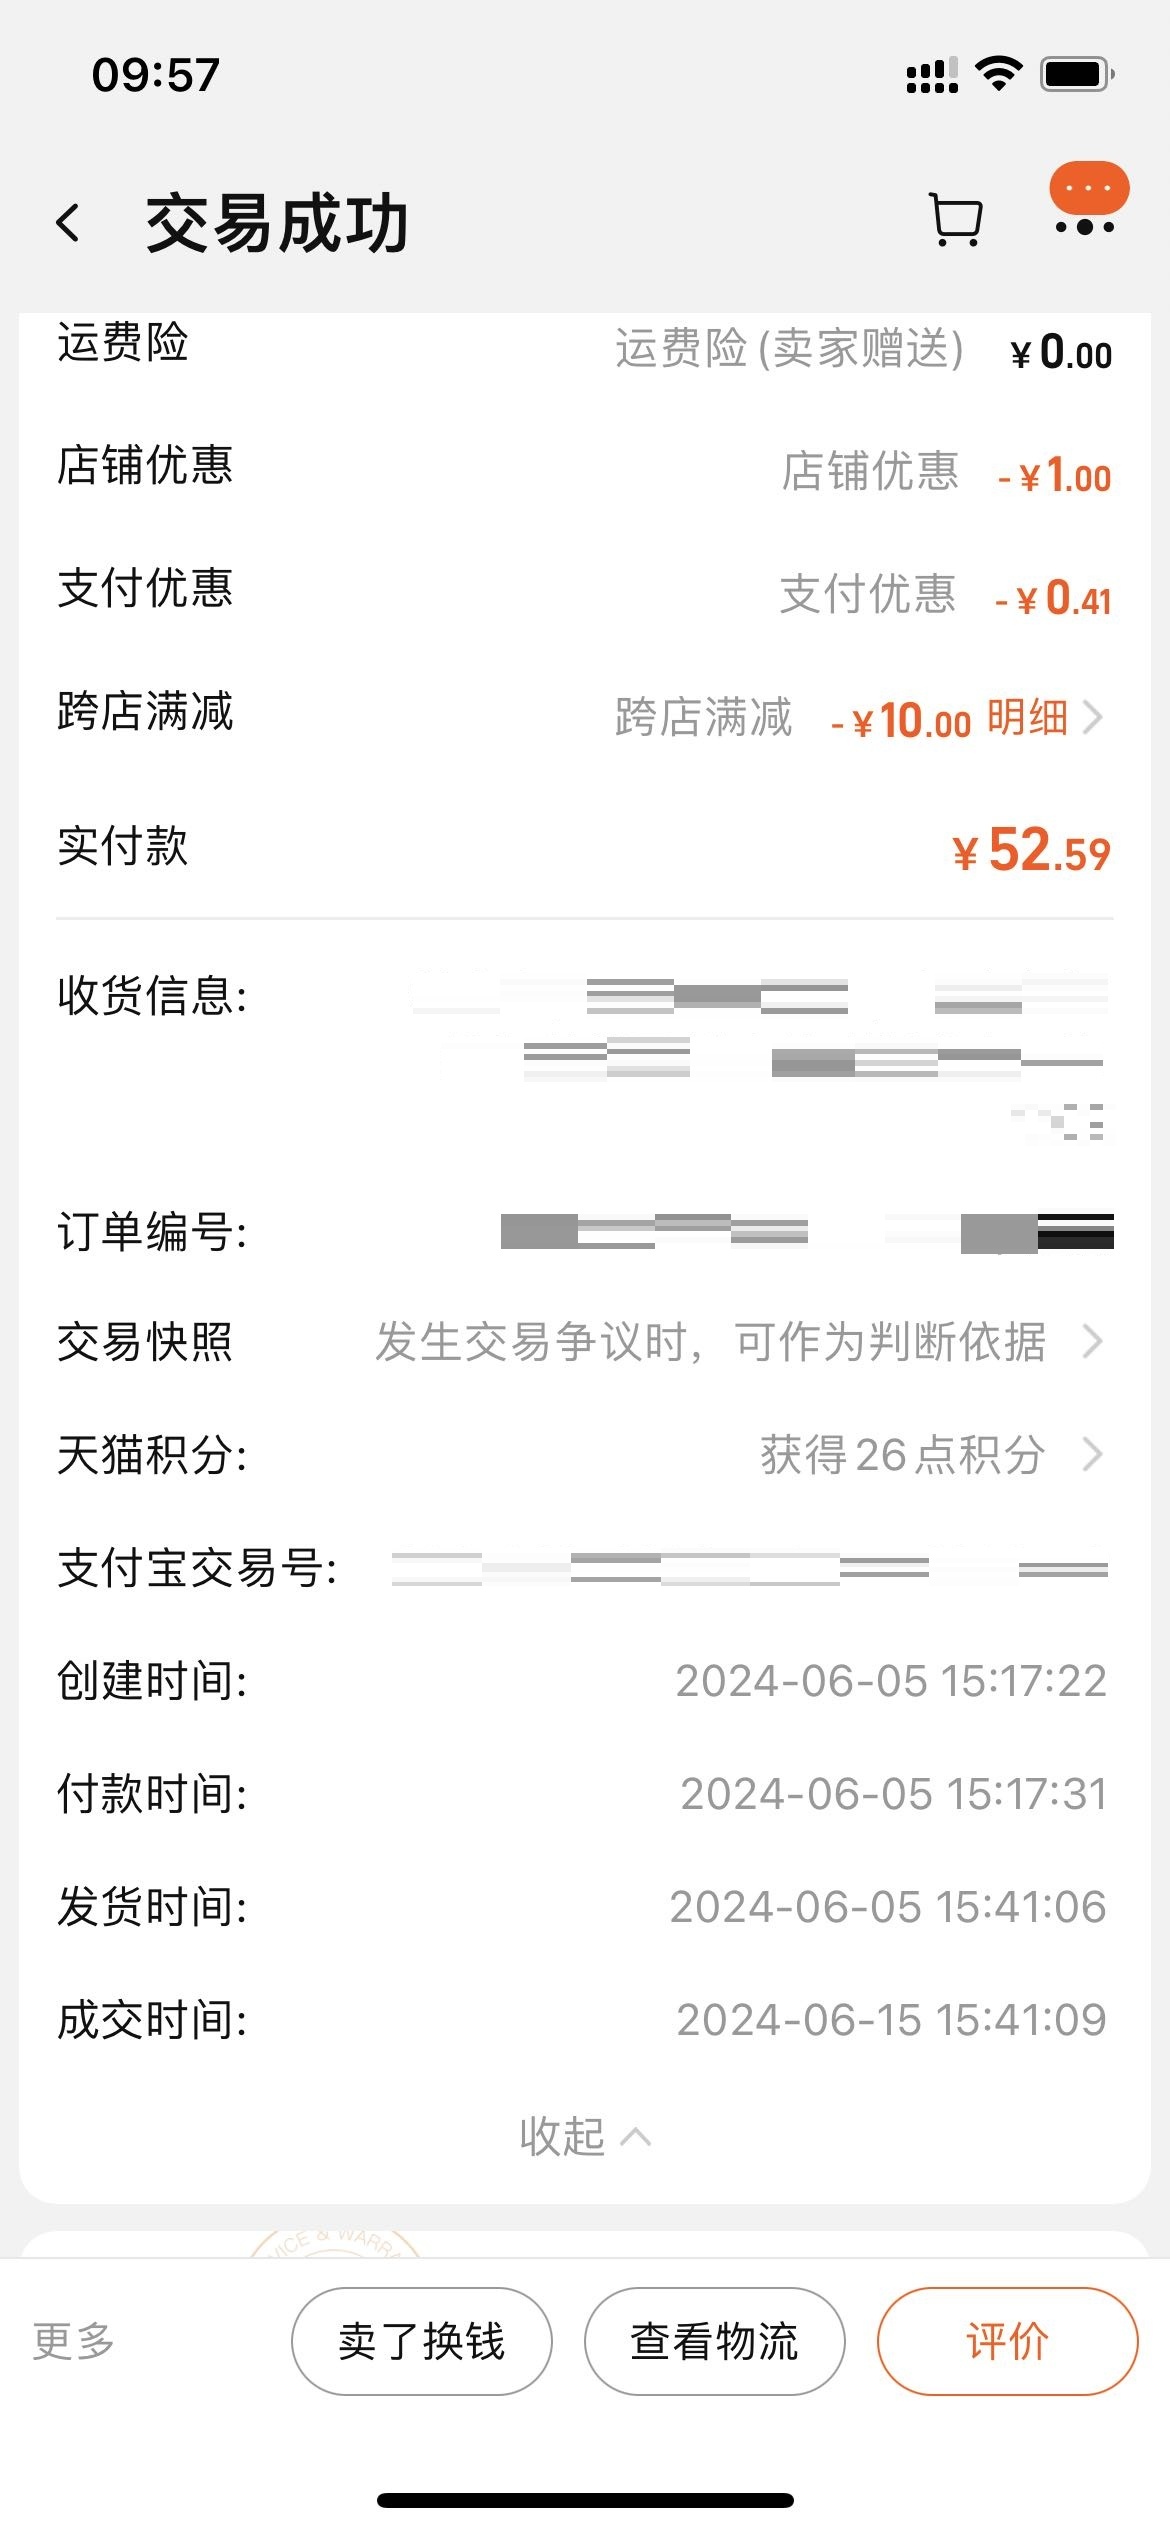 09:57
交易成功
运费险 运费险 (卖家赠送) ¥0.00
店铺优惠 店铺优惠 -¥1.00
支付优惠 支付优惠 -¥0.41
跨店满减 跨店满减 -¥10.00 明细
实付款 ¥52.59
收货信息:
订单编号:
交易快照 发生交易争议时，可作为判断依据
天猫积分: 获得26点积分
支付宝交易号:
创建时间: 2024-06-05 15:17:22
付款时间: 2024-06-05 15:17:31
发货时间: 2024-06-05 15:41:06
成交时间: 2024-06-15 15:41:09
收起
VICE & WARRA
更多 卖了换钱 查看物流 评价